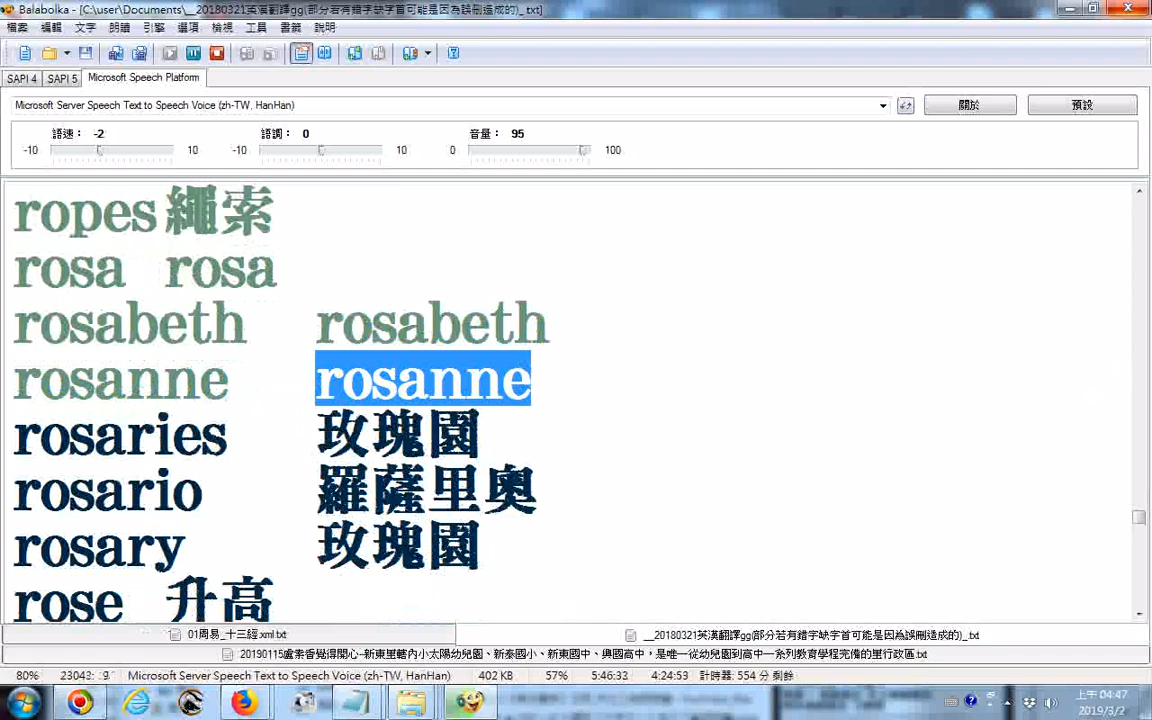 Balabolka - [C:\user\Documents\__20180321英漢翻譯gg(部分若有錯字缺字首可能是因為誤刪造成的)_.txt]
檔案 編輯 文字 朗讀 引擎 選項 檢視 工具 書籤 說明
SAPI 4 SAPI 5 Microsoft Speech Platform
Microsoft Server Speech Text to Speech Voice (zh-TW, HanHan) 關於 預設
語速： -2 語調： 0 音量： 95
-10 10 -10 10 0 100
ropes 繩索
rosa rosa
rosabeth rosabeth
rosanne rosanne
rosaries 玫瑰園
rosario 羅薩里奧
rosary 玫瑰園
rose 升高
01周易_十三經.xml.txt __20180321英漢翻譯gg(部分若有錯字缺字首可能是因為誤刪造成的)_.txt
20190115盧素香覺得開心-新東里轄內小太陽幼兒園、新泰國小、新東國中、興國高中，是唯一從幼兒園到高中一系列教育學程完備的里行政區.txt
80% 23043: Microsoft Server Speech Text to Speech Voice (zh-TW, HanHan) 402 KB 57% 5:46:33 4:24:53 計時器: 554 分 剩餘
上午 04:47
2019/3/2